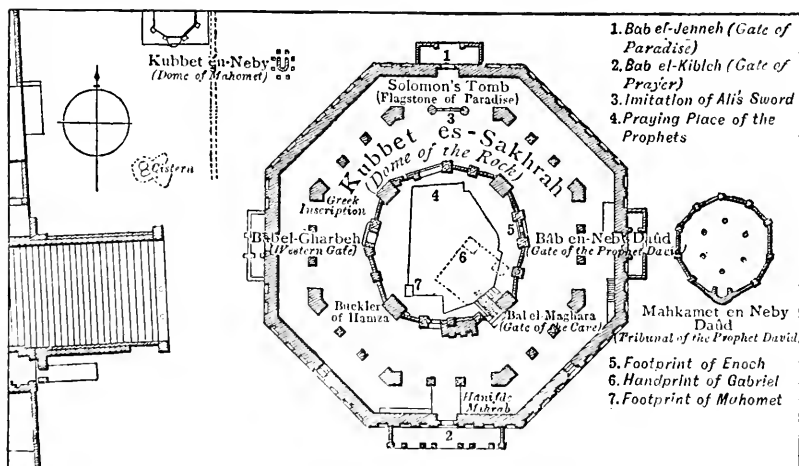 Kubbet en-Neby
(Dome of Mahomet)
Cistern
1
Solomon's Tomb
(Flagstone of Paradise)
3
Kubbet es-Sakhrah
(Dome of the Rock)
Greek
Inscription
4
5
6
7
Bab el-Gharbeh
(Western Gate)
Bâb en-Neby Daûd
(Gate of the Prophet David)
Buckler
of Hamza
Bab el-Maghara
(Gate of the Cave)
Hanifde
Mihrab
2
1. Bab el-Jenneh (Gate of
Paradise)
2. Bab el-Kibleh (Gate of
Prayer)
3. Imitation of Ali's Sword
4. Praying Place of the
Prophets
Mahkamet en Neby
Daûd
(Tribunal of the Prophet David)
5. Footprint of Enoch
6. Handprint of Gabriel
7. Footprint of Mahomet